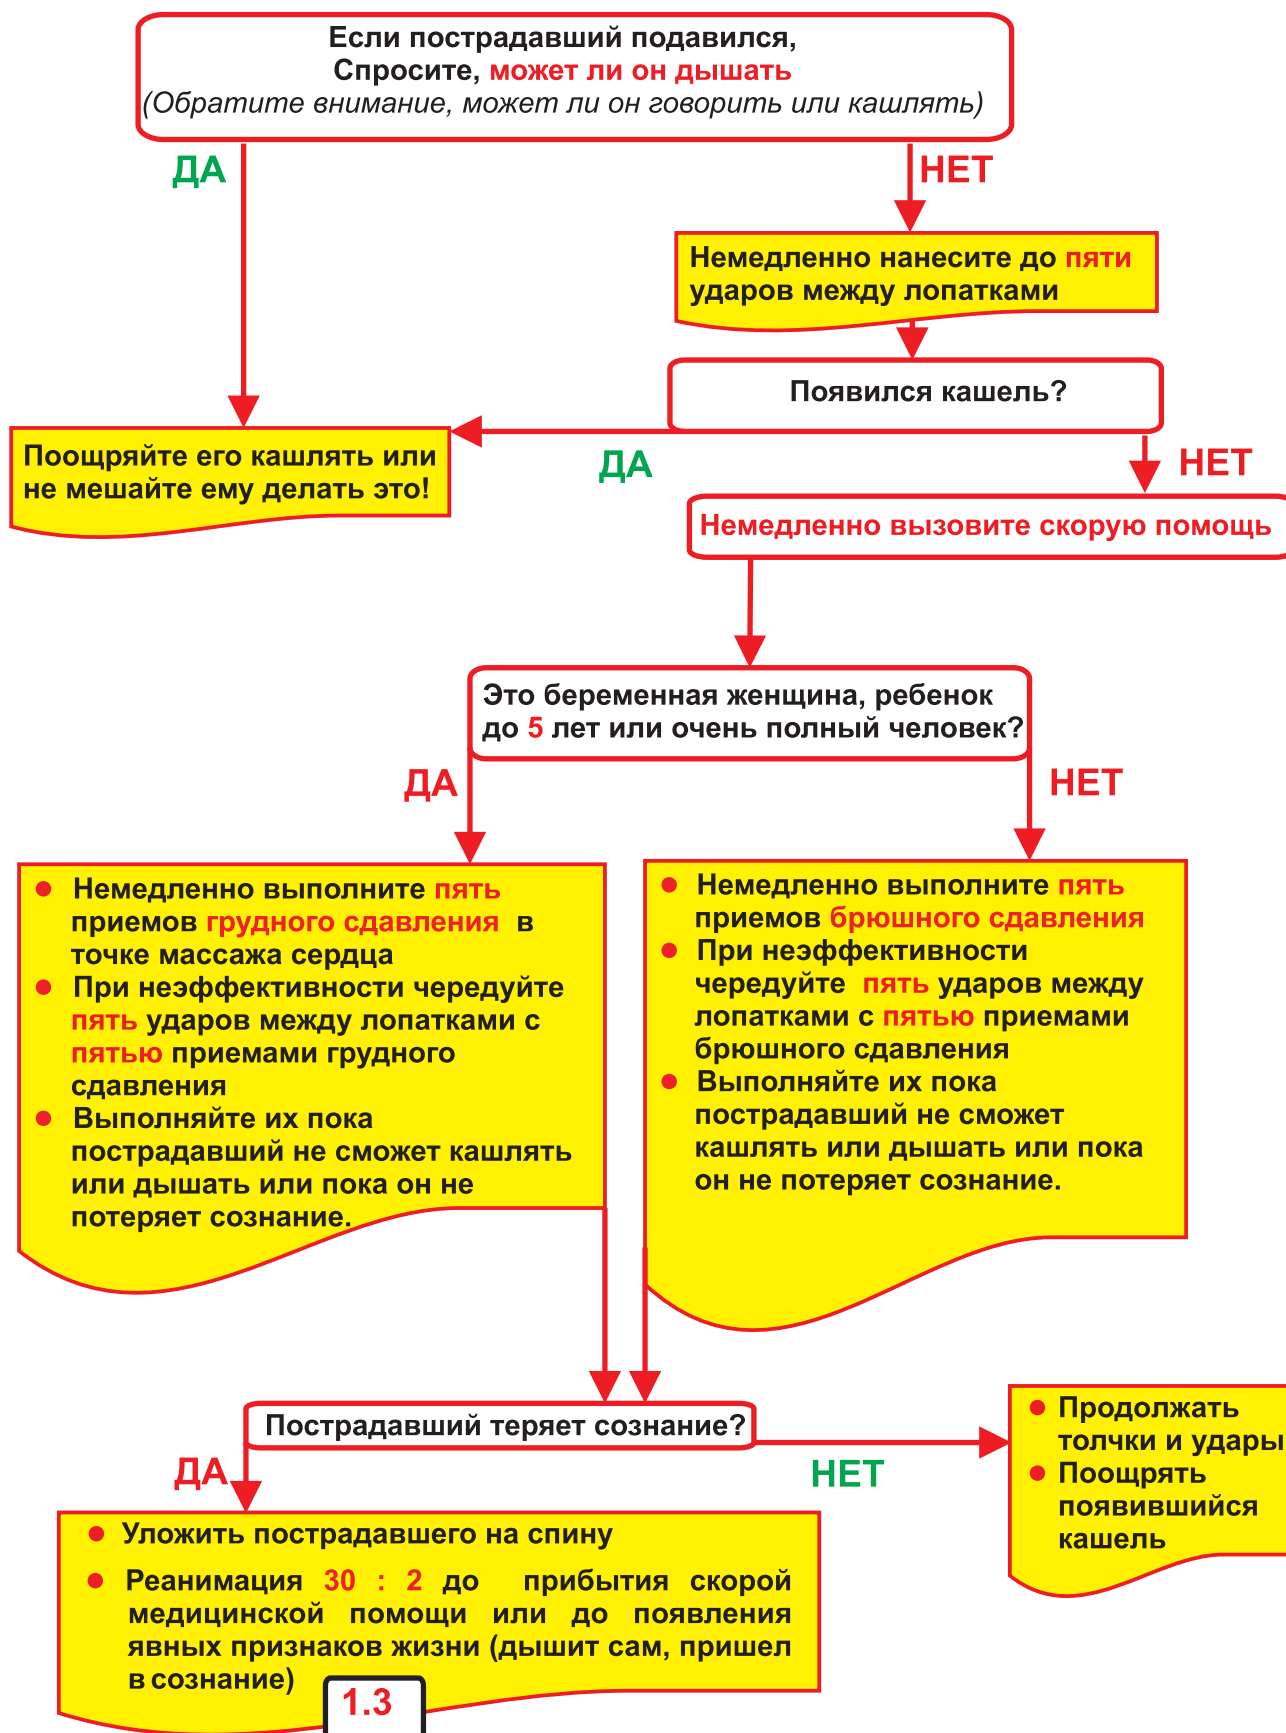 Если пострадавший подавился,
Спросите, может ли он дышать
(Обратите внимание, может ли он говорить или кашлять)
ДА
НЕТ
Немедленно нанесите до пяти
ударов между лопатками
Появился кашель?
Поощряйте его кашлять или
не мешайте ему делать это!
ДА
НЕТ
Немедленно вызовите скорую помощь
Это беременная женщина, ребенок
до 5 лет или очень полный человек?
ДА
НЕТ
● Немедленно выполните пять
приемов грудного сдавления в
точке массажа сердца
● При неэффективности чередуйте
пять ударов между лопатками с
пятью приемами грудного
сдавления
● Выполняйте их пока
пострадавший не сможет кашлять
или дышать или пока он не
потеряет сознание.
● Немедленно выполните пять
приемов брюшного сдавления
● При неэффективности
чередуйте пять ударов между
лопатками с пятью приемами
брюшного сдавления
● Выполняйте их пока
пострадавший не сможет
кашлять или дышать или пока
он не потеряет сознание.
Пострадавший теряет сознание?
ДА
НЕТ
● Продолжать
толчки и удары
● Поощрять
появившийся
кашель
● Уложить пострадавшего на спину
● Реанимация 30 : 2 до прибытия скорой
медицинской помощи или до появления
явных признаков жизни (дышит сам, пришел
в сознание)
1.3